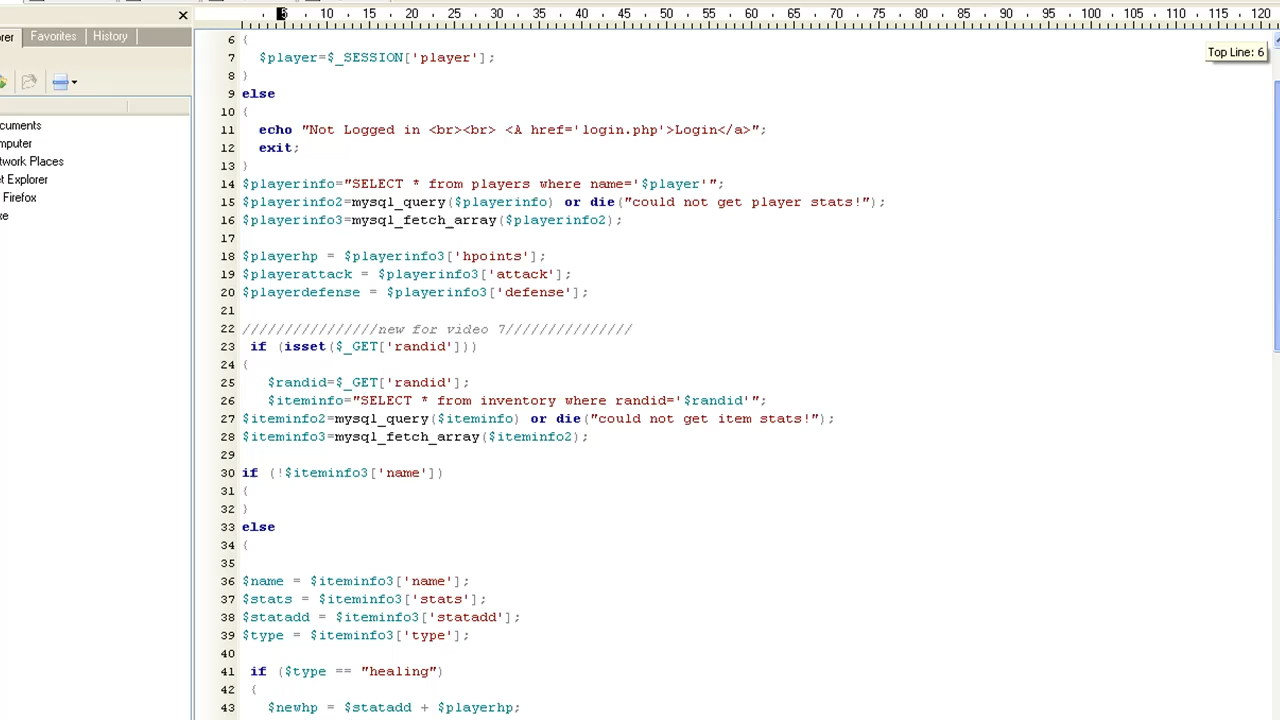 5 10 15 20 25 30 35 40 45 50 55 60 65 70 75 80 85 90 95 100 105 110 115 120
Favorites History
Top Line: 6
6 {
7 $player=$_SESSION['player'];
8 }
9 else
10 {
11 echo "Not Logged in <br><br> <A href='login.php'>Login</a>";
12 exit;
13 }
14 $playerinfo="SELECT * from players where name='$player'";
15 $playerinfo2=mysql_query($playerinfo) or die("could not get player stats!");
16 $playerinfo3=mysql_fetch_array($playerinfo2);
17
18 $playerhp = $playerinfo3['hpoints'];
19 $playerattack = $playerinfo3['attack'];
20 $playerdefense = $playerinfo3['defense'];
21
22 ////////////////new for video 7///////////////
23 if (isset($_GET['randid']))
24 {
25 $randid=$_GET['randid'];
26 $iteminfo="SELECT * from inventory where randid='$randid'";
27 $iteminfo2=mysql_query($iteminfo) or die("could not get item stats!");
28 $iteminfo3=mysql_fetch_array($iteminfo2);
29
30 if (!$iteminfo3['name'])
31 {
32 }
33 else
34 {
35
36 $name = $iteminfo3['name'];
37 $stats = $iteminfo3['stats'];
38 $statadd = $iteminfo3['statadd'];
39 $type = $iteminfo3['type'];
40
41 if ($type == "healing")
42 {
43 $newhp = $statadd + $playerhp;
cuments
mputer
twork Places
et Explorer
Firefox
xe